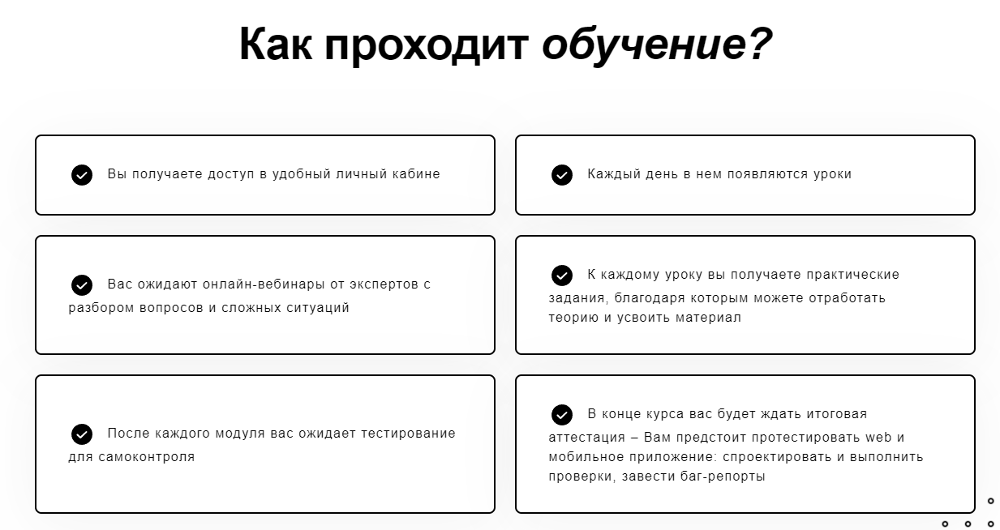 Как проходит обучение?
Вы получаете доступ в удобный личный кабине
Каждый день в нем появляются уроки
Вас ожидают онлайн-вебинары от экспертов с
разбором вопросов и сложных ситуаций
К каждому уроку вы получаете практические
задания, благодаря которым можете отработать
теорию и усвоить материал
После каждого модуля вас ожидает тестирование
для самоконтроля
В конце курса вас будет ждать итоговая
аттестация – Вам предстоит протестировать web и
мобильное приложение: спроектировать и выполнить
проверки, завести баг-репорты